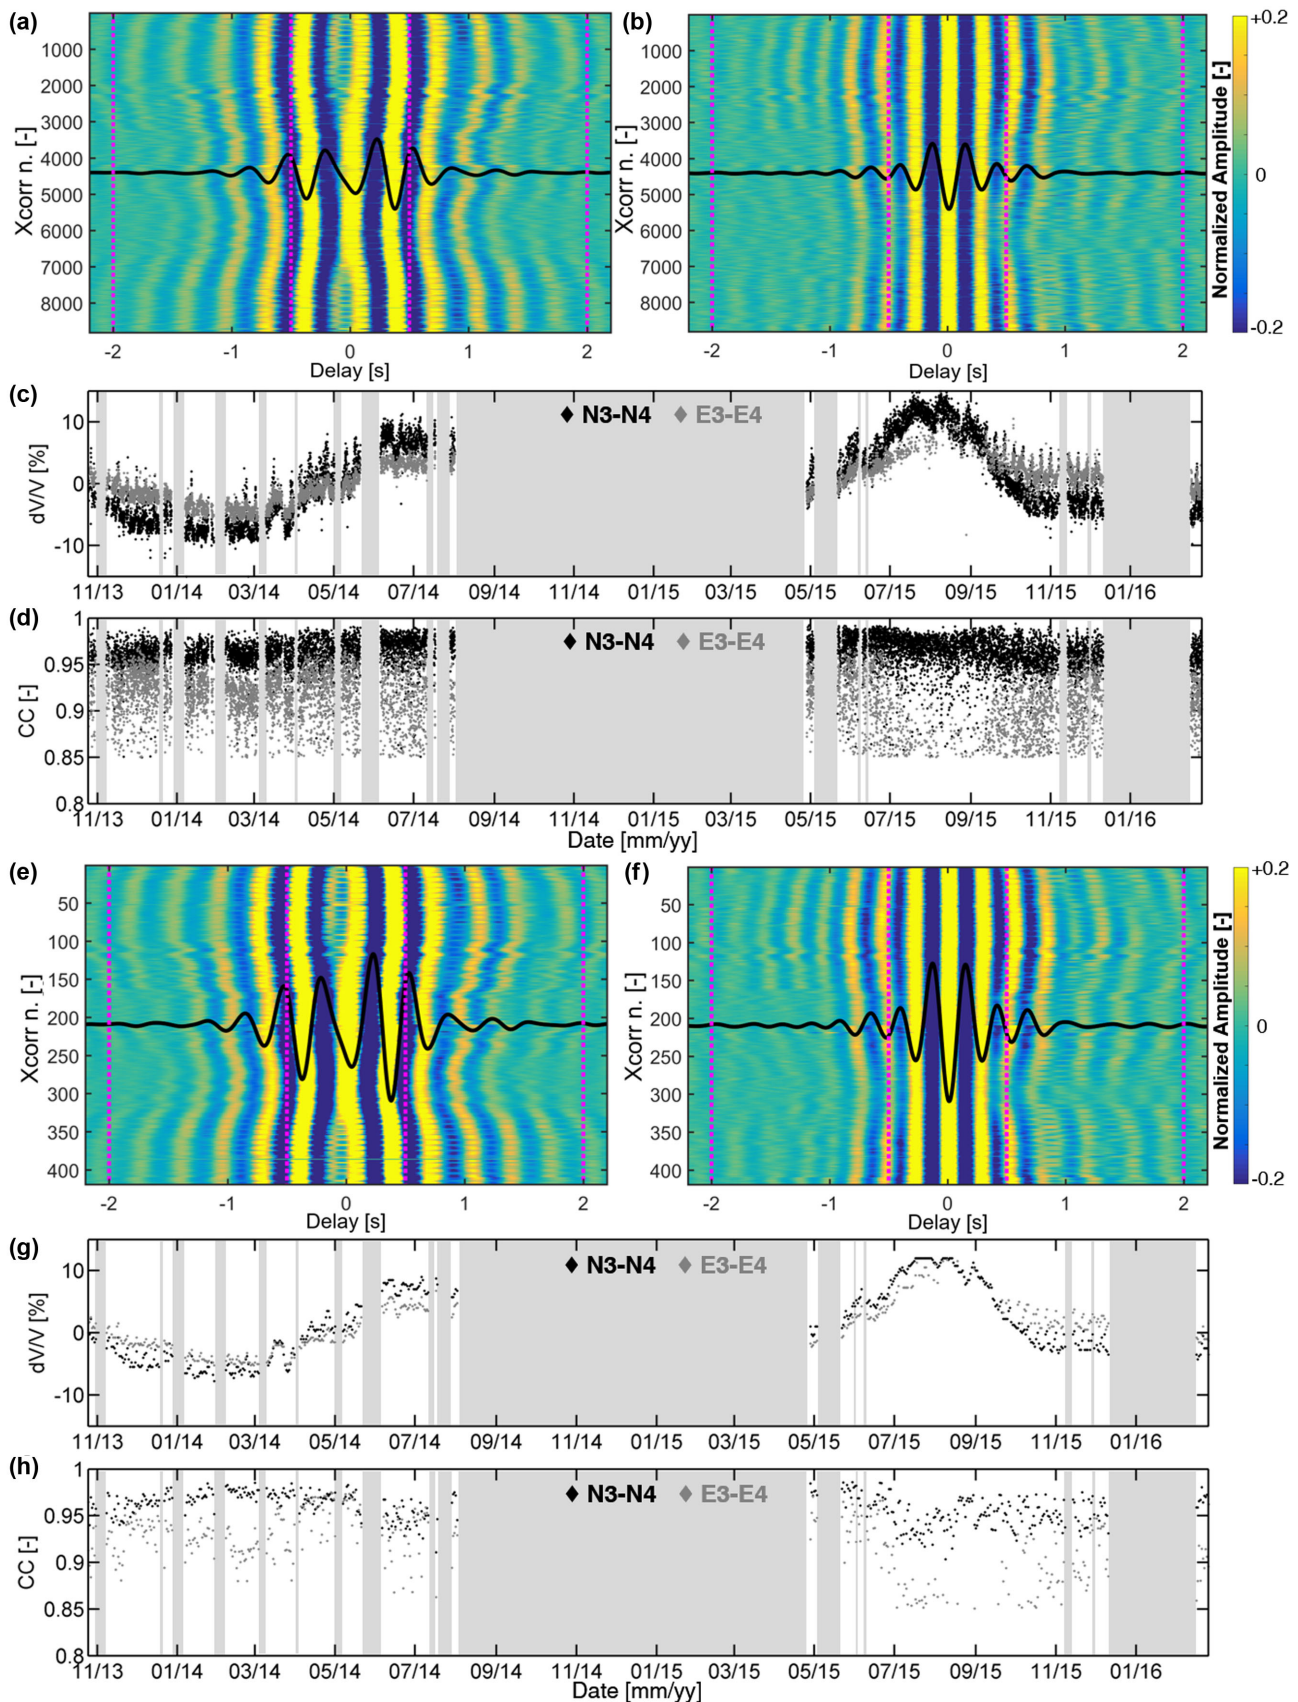 (a)
(b)
Xcorr n. [-]
1000
2000
3000
4000
5000
6000
7000
8000
-2
-1
0
1
2
Delay [s]
Xcorr n. [-]
1000
2000
3000
4000
5000
6000
7000
8000
-2
-1
0
1
2
Delay [s]
+0.2
0
-0.2
Normalized Amplitude [-]
(c)
dV/V [%]
10
0
-10
N3-N4 E3-E4
11/13 01/14 03/14 05/14 07/14 09/14 11/14 01/15 03/15 05/15 07/15 09/15 11/15 01/16
(d)
CC [-]
1
0.95
0.9
0.85
0.8
N3-N4 E3-E4
11/13 01/14 03/14 05/14 07/14 09/14 11/14 01/15 03/15 05/15 07/15 09/15 11/15 01/16
Date [mm/yy]
(e)
(f)
Xcorr n. [-]
50
100
150
200
250
300
350
400
-2
-1
0
1
2
Delay [s]
Xcorr n. [-]
50
100
150
200
250
300
350
400
-2
-1
0
1
2
Delay [s]
+0.2
0
-0.2
Normalized Amplitude [-]
(g)
dV/V [%]
10
0
-10
N3-N4 E3-E4
11/13 01/14 03/14 05/14 07/14 09/14 11/14 01/15 03/15 05/15 07/15 09/15 11/15 01/16
(h)
CC [-]
1
0.95
0.9
0.85
0.8
N3-N4 E3-E4
11/13 01/14 03/14 05/14 07/14 09/14 11/14 01/15 03/15 05/15 07/15 09/15 11/15 01/16
Date [mm/yy]